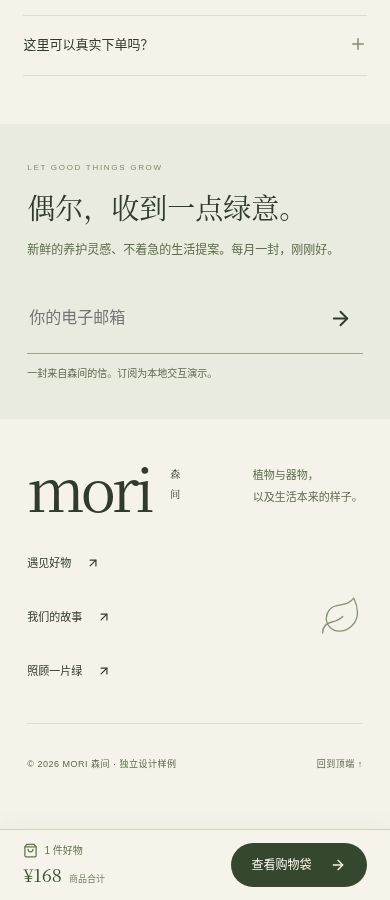 这里可以真实下单吗?
LET GOOD THINGS GROW
偶尔，收到一点绿意。
新鲜的养护灵感、不着急的生活提案。每月一封，刚刚好。
你的电子邮箱
一封来自森间的信。订阅为本地交互演示。
mori 森间
植物与器物，
以及生活本来的样子。
遇见好物
我们的故事
照顾一片绿
© 2026 MORI 森间 · 独立设计样例
回到顶端 ↑
1 件好物
¥168 商品合计
查看购物袋